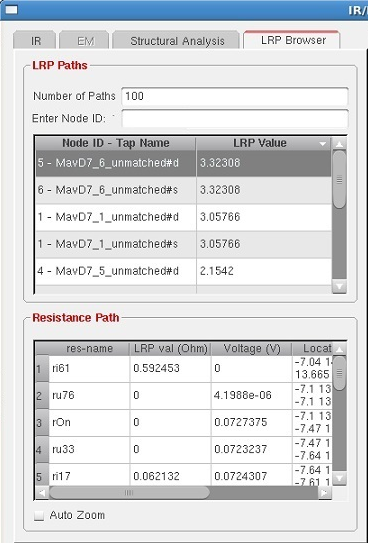 IR/
IR EM Structural Analysis LRP Browser
LRP Paths
Number of Paths 100
Enter Node ID:
Node ID - Tap Name LRP Value
5 - MavD7_6_unmatched#d 3.32308
6 - MavD7_6_unmatched#s 3.32308
1 - MavD7_1_unmatched#d 3.05766
1 - MavD7_1_unmatched#s 3.05766
4 - MavD7_5_unmatched#d 2.1542
Resistance Path
res-name LRP val (Ohm) Voltage (V) Locat
1 ri61 0.592453 0 -7.04 1
13.665
2 ru76 0 4.1988e-06 -7.1 13
-7.1 13
3 rOn 0 0.0727375 -7.1 13
-7.47 1
4 ru33 0 0.0723237 -7.47 1
-7.64 1
5 ri17 0.062132 0.0724307 -7.64 1
-7.61 1
Auto Zoom